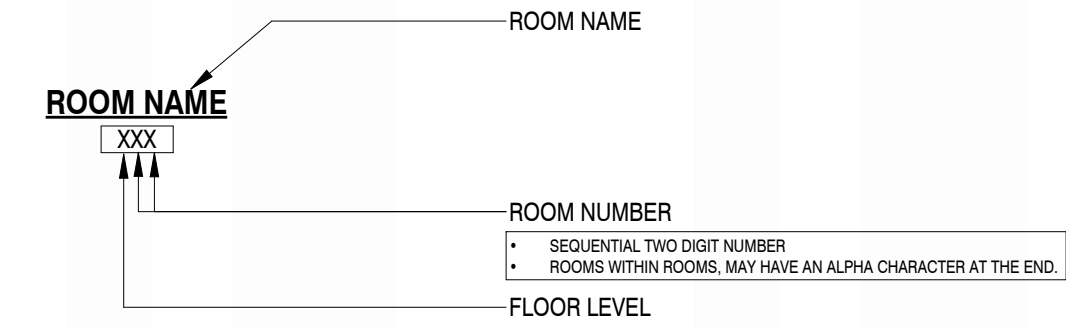 ROOM NAME
ROOM NAME
XXX
ROOM NUMBER
• SEQUENTIAL TWO DIGIT NUMBER
• ROOMS WITHIN ROOMS, MAY HAVE AN ALPHA CHARACTER AT THE END.
FLOOR LEVEL